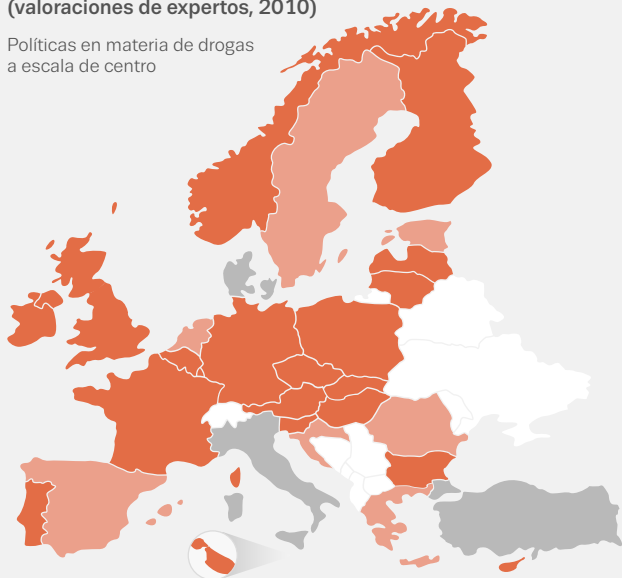 (valoraciones de expertos, 2010)
Políticas en materia de drogas
a escala de centro